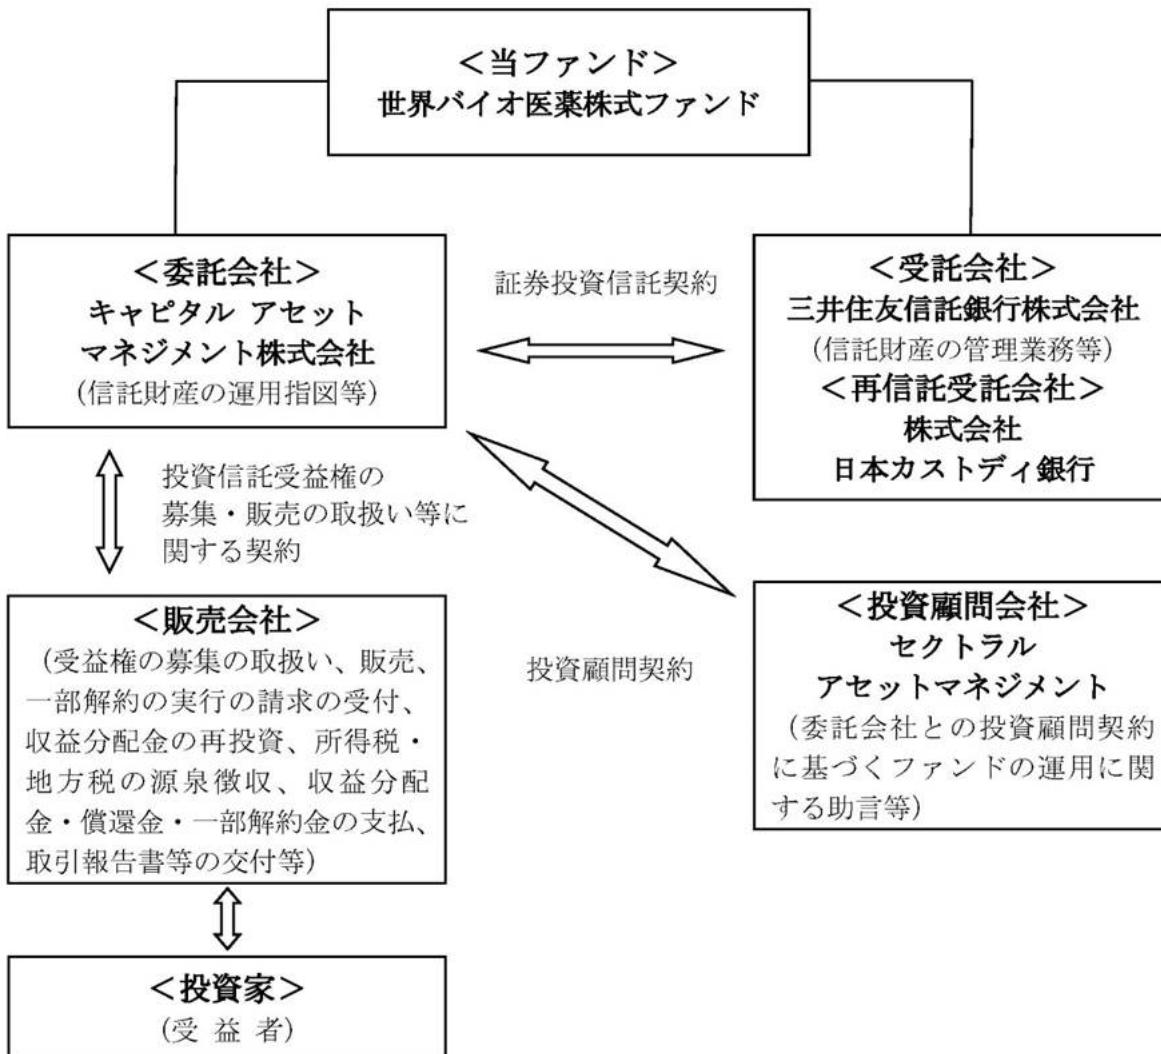 ＜当ファンド＞
世界バイオ医薬株式ファンド
＜委託会社＞
キャピタル アセット
マネジメント株式会社
(信託財産の運用指図等)
証券投資信託契約
＜受託会社＞
三井住友信託銀行株式会社
(信託財産の管理業務等)
＜再信託受託会社＞
株式会社
日本カストディ銀行
投資信託受益権の
募集・販売の取扱い等に
関する契約
＜販売会社＞
（受益権の募集の取扱い、販売、
一部解約の実行の請求の受付、
収益分配金の再投資、所得税・
地方税の源泉徴収、収益分配
金・償還金・一部解約金の支払、
取引報告書等の交付等）
投資顧問契約
＜投資顧問会社＞
セクトラル
アセットマネジメント
（委託会社との投資顧問契約
に基づくファンドの運用に関
する助言等）
＜投資家＞
(受 益 者)